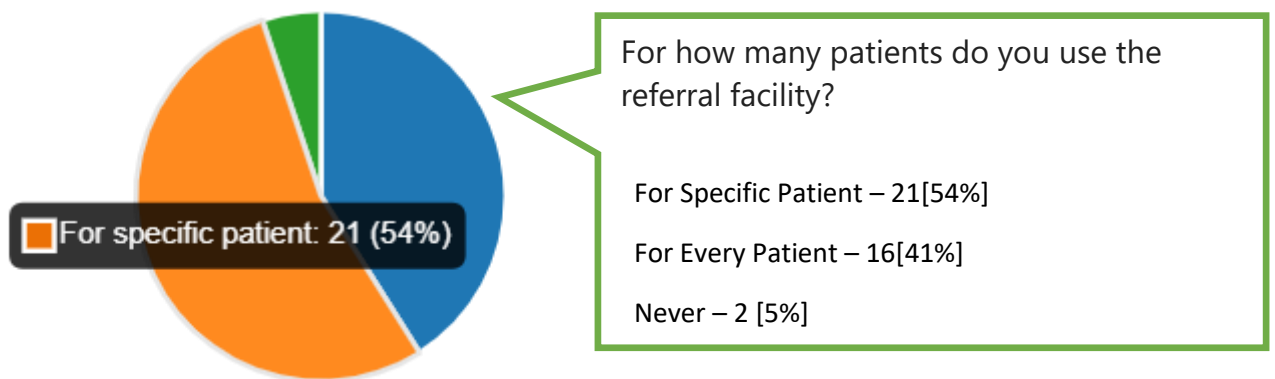 For how many patients do you use the
referral facility?
For Specific Patient – 21[54%]
For Every Patient – 16[41%]
Never – 2 [5%]
For specific patient: 21 (54%)